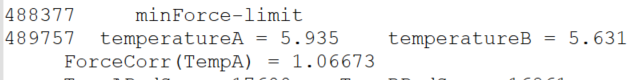 488377 minForce-limit
489757 temperatureA = 5.935 temperatureB = 5.631
ForceCorr(TempA) = 1.06673